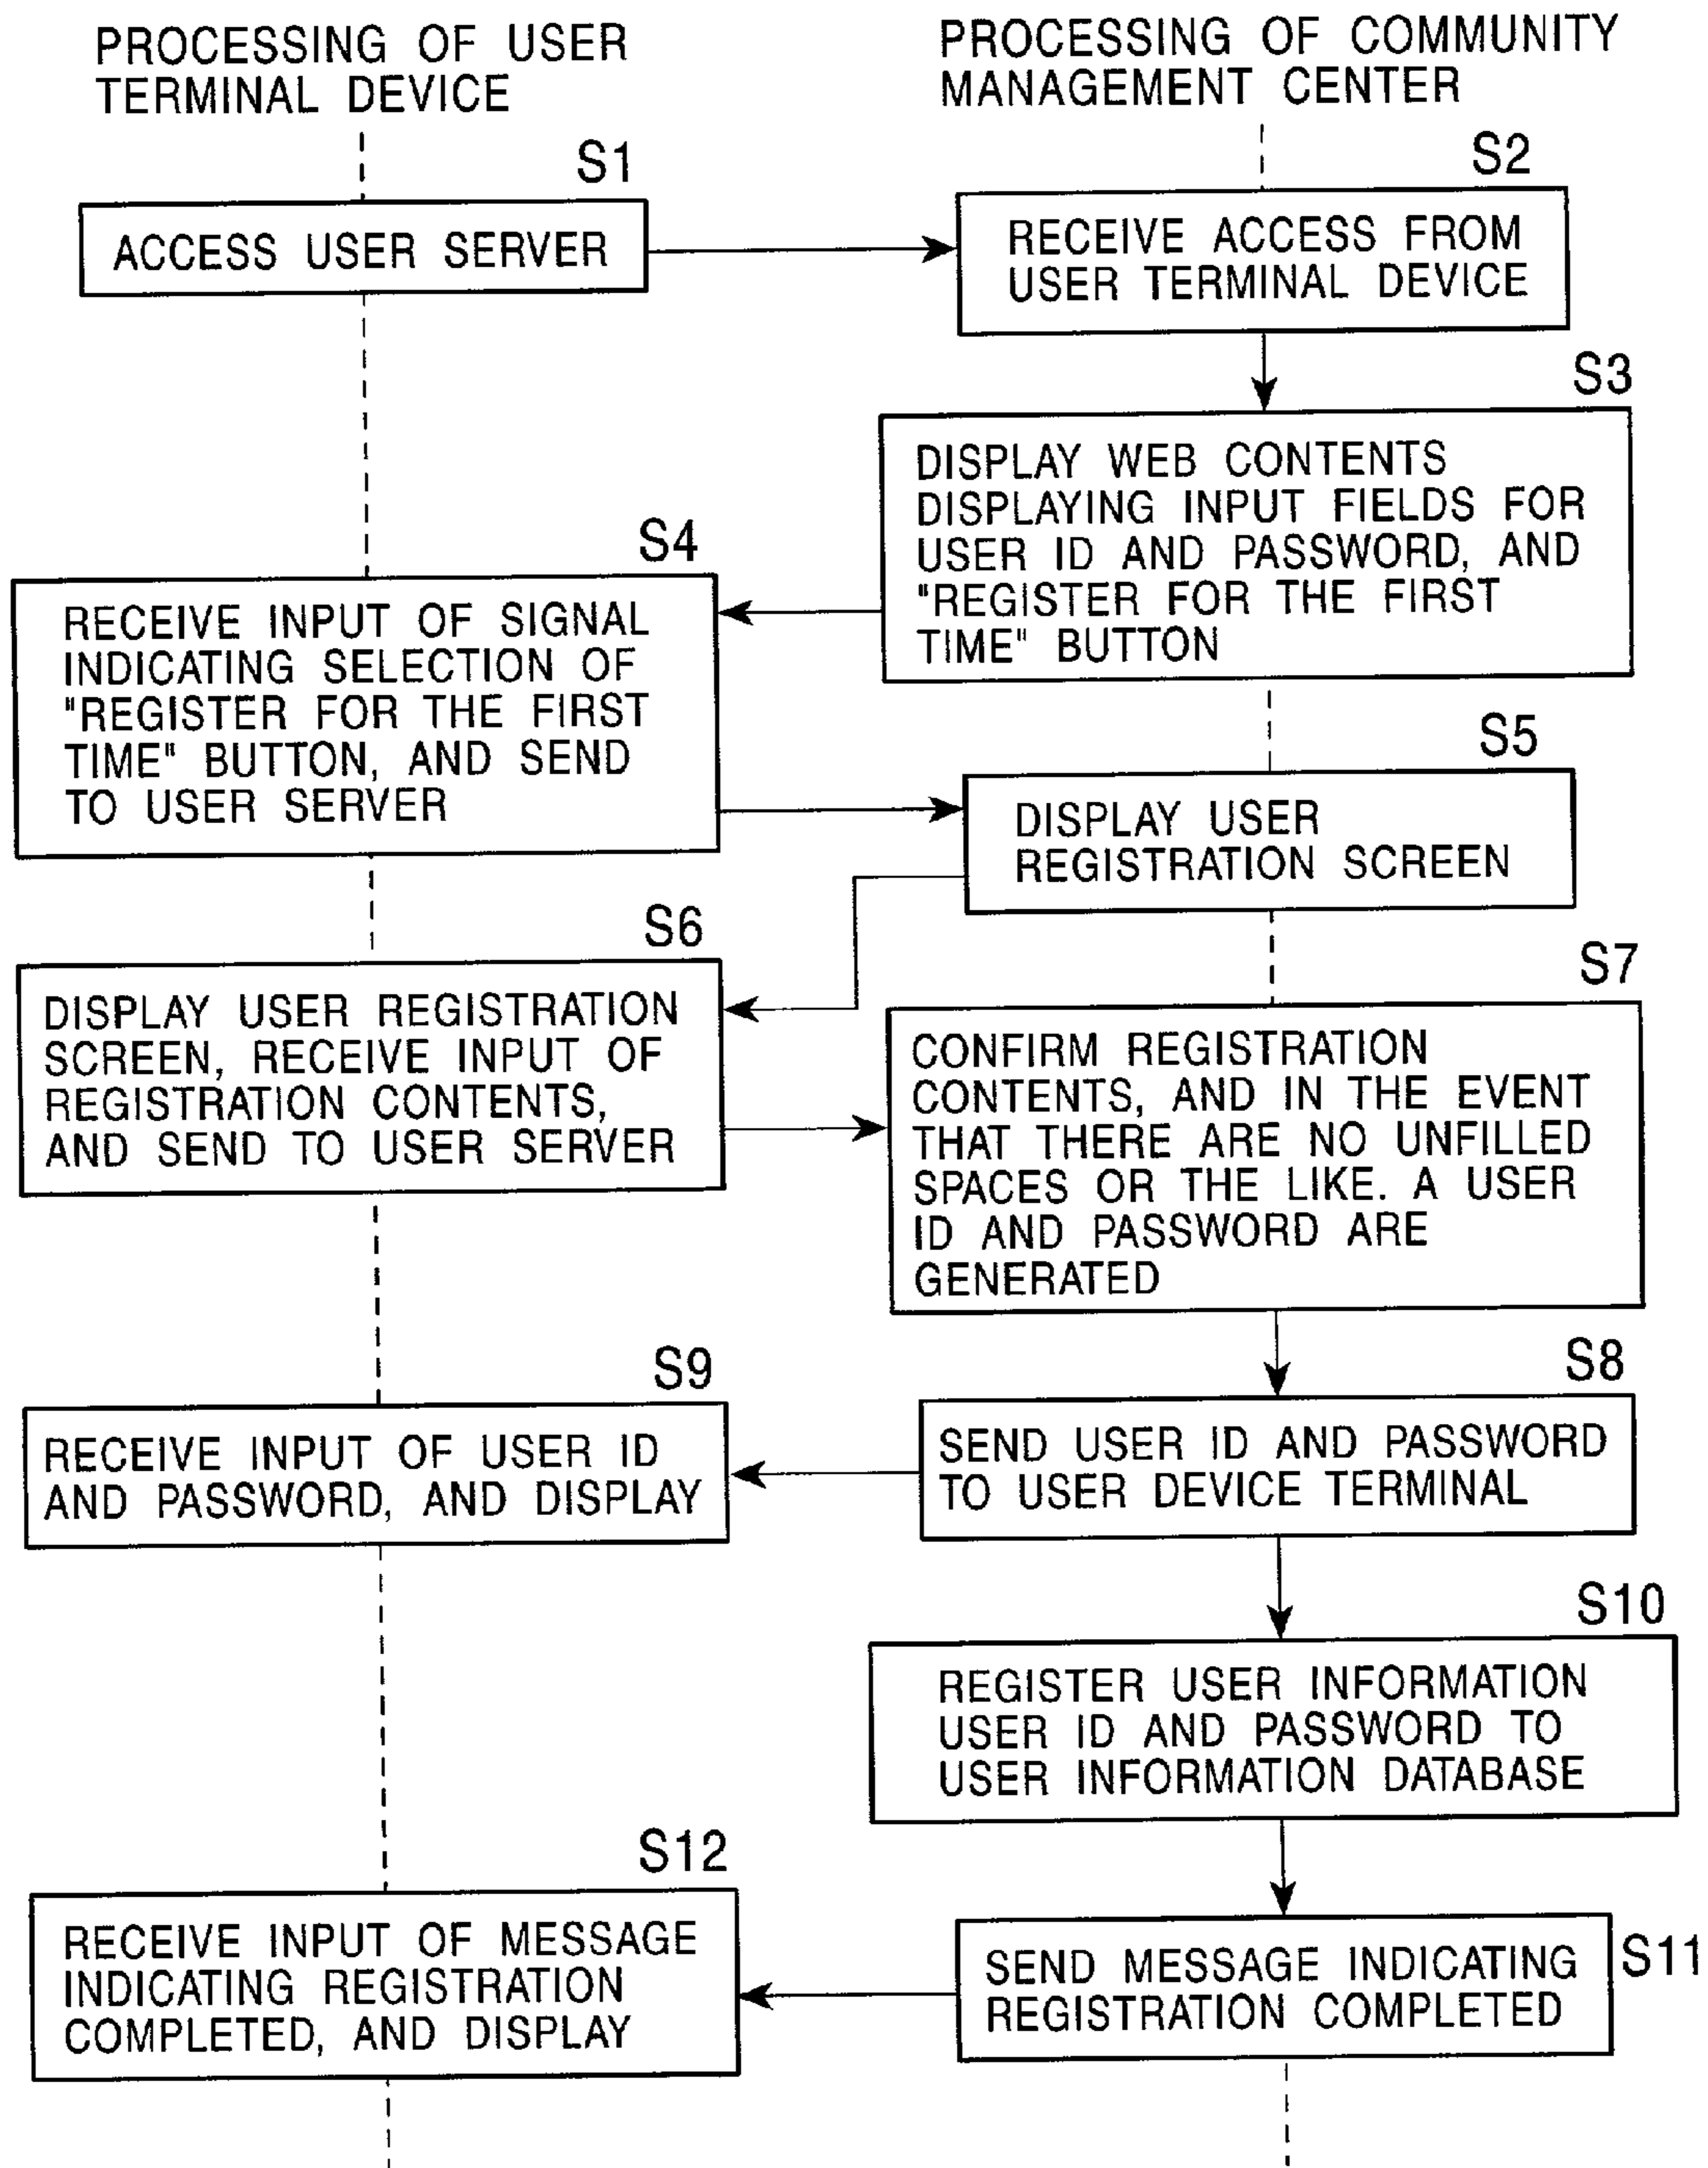 PROCESSING OF USER
TERMINAL DEVICE
PROCESSING OF COMMUNITY
MANAGEMENT CENTER
S1
ACCESS USER SERVER
S2
RECEIVE ACCESS FROM
USER TERMINAL DEVICE
S3
DISPLAY WEB CONTENTS
DISPLAYING INPUT FIELDS FOR
USER ID AND PASSWORD, AND
"REGISTER FOR THE FIRST
TIME" BUTTON
S4
RECEIVE INPUT OF SIGNAL
INDICATING SELECTION OF
"REGISTER FOR THE FIRST
TIME" BUTTON, AND SEND
TO USER SERVER
S5
DISPLAY USER
REGISTRATION SCREEN
S6
DISPLAY USER REGISTRATION
SCREEN, RECEIVE INPUT OF
REGISTRATION CONTENTS,
AND SEND TO USER SERVER
S7
CONFIRM REGISTRATION
CONTENTS, AND IN THE EVENT
THAT THERE ARE NO UNFILLED
SPACES OR THE LIKE. A USER
ID AND PASSWORD ARE
GENERATED
S8
SEND USER ID AND PASSWORD
TO USER DEVICE TERMINAL
S9
RECEIVE INPUT OF USER ID
AND PASSWORD, AND DISPLAY
S10
REGISTER USER INFORMATION
USER ID AND PASSWORD TO
USER INFORMATION DATABASE
S11
SEND MESSAGE INDICATING
REGISTRATION COMPLETED
S12
RECEIVE INPUT OF MESSAGE
INDICATING REGISTRATION
COMPLETED, AND DISPLAY